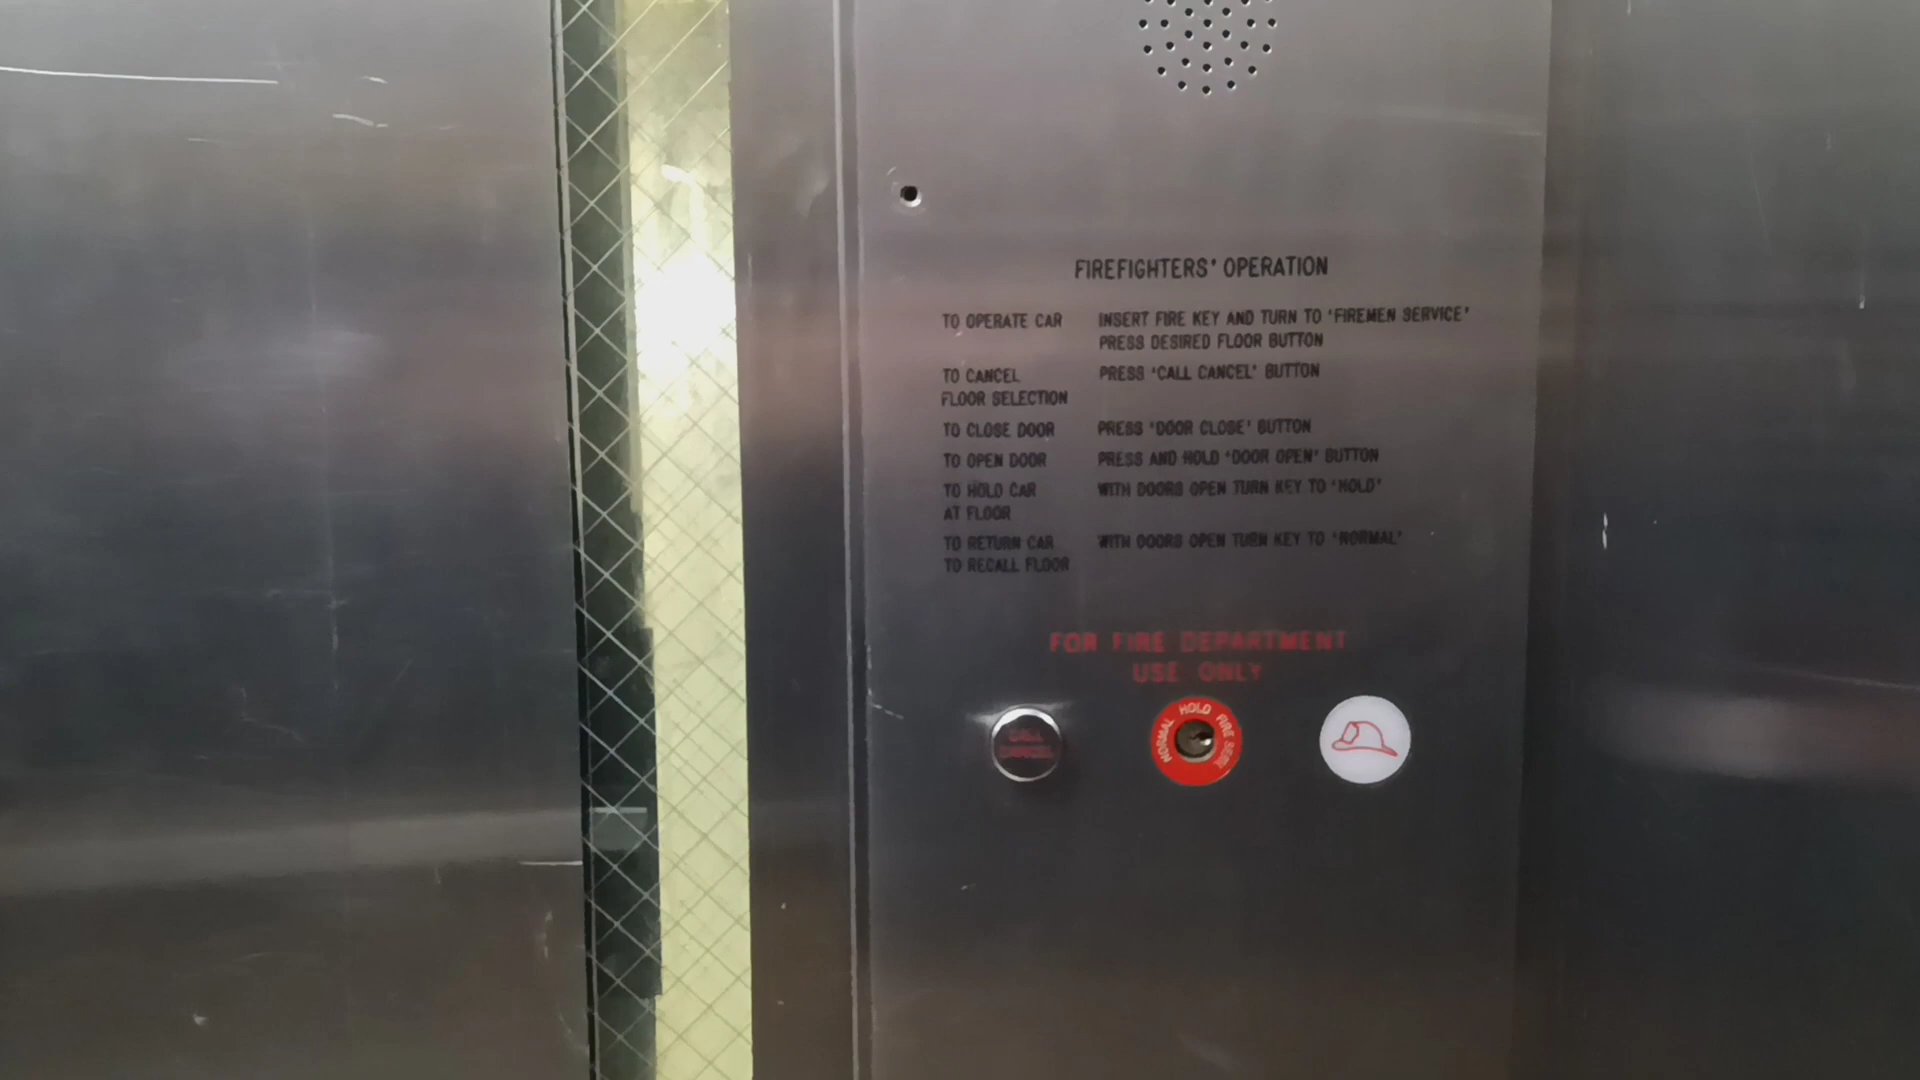 FIREFIGHTERS' OPERATION
TO OPERATE CAR INSERT FIRE KEY AND TURN TO 'FIREMEN SERVICE'
PRESS DESIRED FLOOR BUTTON
TO CANCEL PRESS 'CALL CANCEL' BUTTON
FLOOR SELECTION
TO CLOSE DOOR PRESS 'DOOR CLOSE' BUTTON
TO OPEN DOOR PRESS AND HOLD 'DOOR OPEN' BUTTON
TO HOLD CAR WITH DOORS OPEN TURN KEY TO 'HOLD'
AT FLOOR
TO RETURN CAR WITH DOORS OPEN TURN KEY TO 'NORMAL'
TO RECALL FLOOR
FOR FIRE DEPARTMENT
USE ONLY
CALL
CANCEL
NORMAL HOLD FIRE